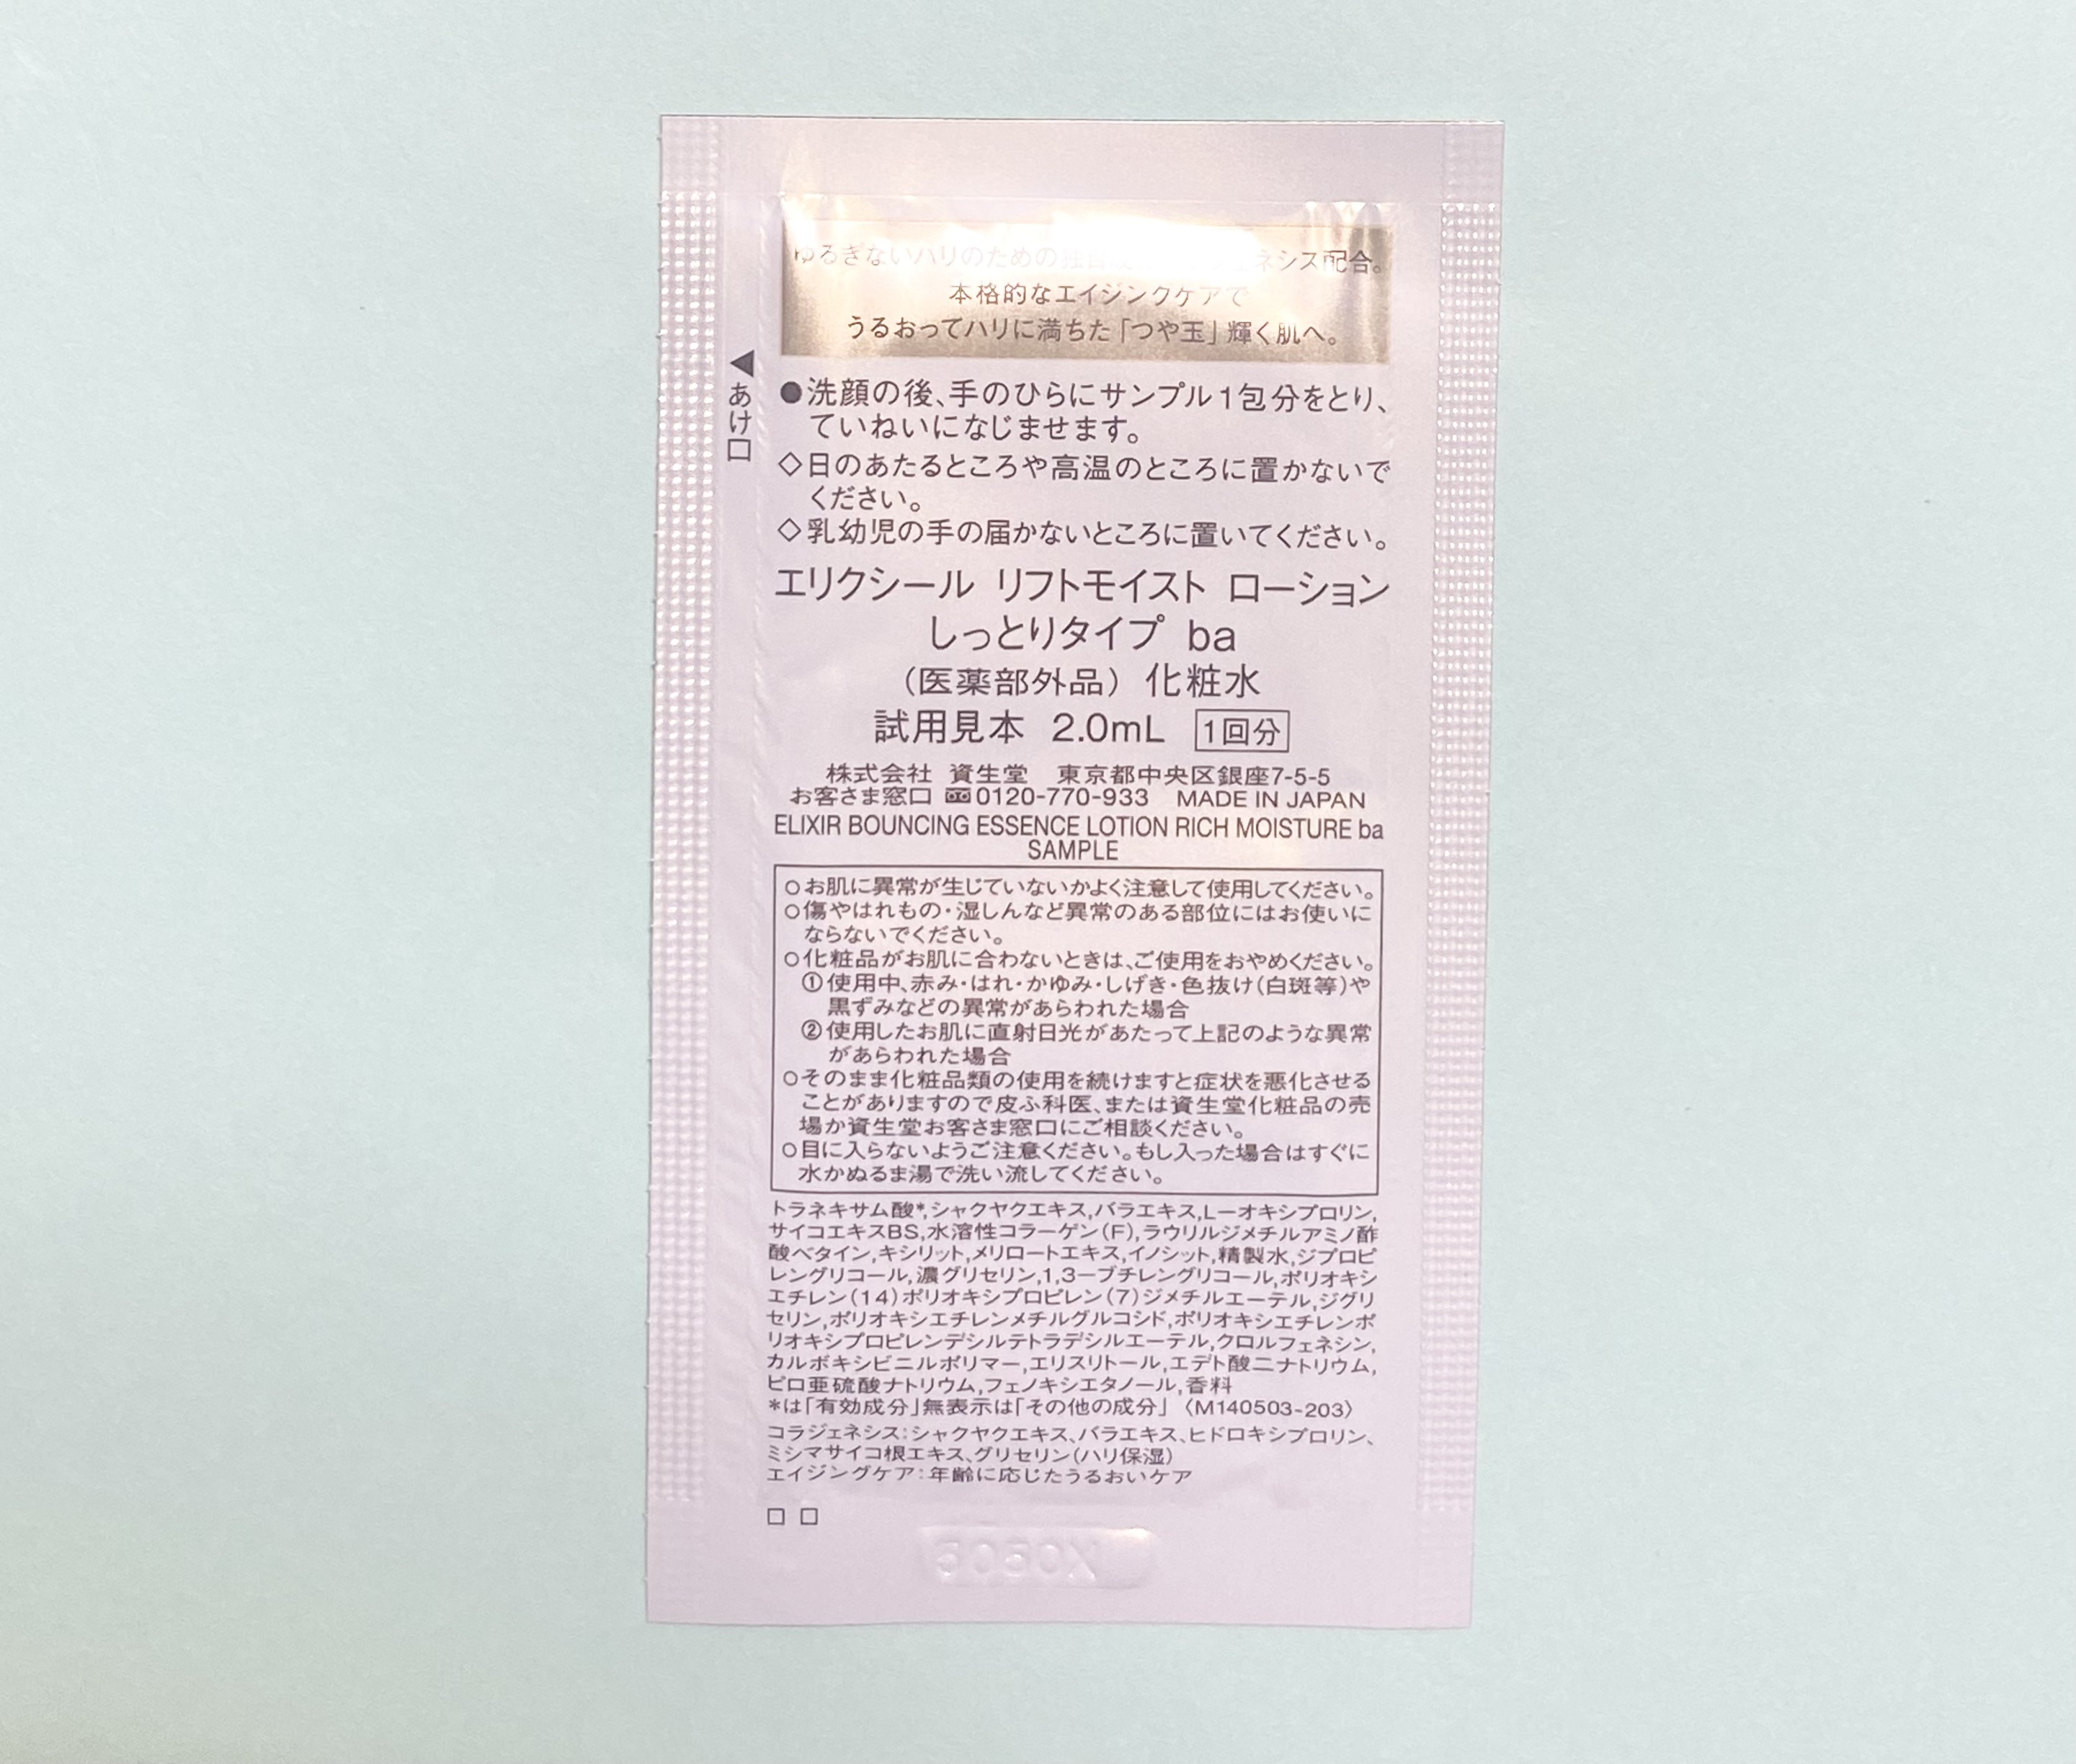 ゆるぎないハリのための独自 ネシス配合。
本格的なエイジングケアで
うるおってハリに満ちた「つや玉」輝く肌へ。
◀あけ口
●洗顔の後、手のひらにサンプル1包分をとり、
ていねいになじませます。
◇日のあたるところや高温のところに置かないで
ください。
◇乳幼児の手の届かないところに置いてください。
エリクシール リフトモイスト ローション
しっとりタイプ ba
（医薬部外品）化粧水
試用見本 2.0mL 1回分
株式会社 資生堂 東京都中央区銀座7-5-5
お客さま窓口 0120-770-933 MADE IN JAPAN
ELIXIR BOUNCING ESSENCE LOTION RICH MOISTURE ba
SAMPLE
○お肌に異常が生じていないかよく注意して使用してください。
○傷やはれもの・湿しんなど異常のある部位にはお使いに
ならないでください。
○化粧品がお肌に合わないときは、ご使用をおやめください。
①使用中、赤み・はれ・かゆみ・しげき・色抜け（白斑等）や
黒ずみなどの異常があらわれた場合
②使用したお肌に直射日光があたって上記のような異常
があらわれた場合
○そのまま化粧品類の使用を続けますと症状を悪化させる
ことがありますので皮ふ科医、または資生堂化粧品の売
場か資生堂お客さま窓口にご相談ください。
○目に入らないようご注意ください。もし入った場合はすぐに
水かぬるま湯で洗い流してください。
トラネキサム酸*,シャクヤクエキス,バラエキス,L－オキシプロリン,
サイコエキスBS,水溶性コラーゲン（F）,ラウリルジメチルアミノ酢
酸ベタイン,キシリット,メリロートエキス,イノシット,精製水,ジプロピ
レングリコール,濃グリセリン,1,3－ブチレングリコール,ポリオキシ
エチレン（14）ポリオキシプロピレン（7）ジメチルエーテル,ジグリ
セリン,ポリオキシエチレンメチルグルコシド,ポリオキシエチレンポ
リオキシプロピレンデシルテトラデシルエーテル,クロルフェネシン,
カルボキシビニルポリマー,エリスリトール,エデト酸二ナトリウム,
ピロ亜硫酸ナトリウム,フェノキシエタノール,香料
*は「有効成分」無表示は「その他の成分」〈M140503-203〉
コラジェネシス：シャクヤクエキス、バラエキス、ヒドロキシプロリン、
ミシマサイコ根エキス、グリセリン（ハリ保湿）
エイジングケア：年齢に応じたうるおいケア